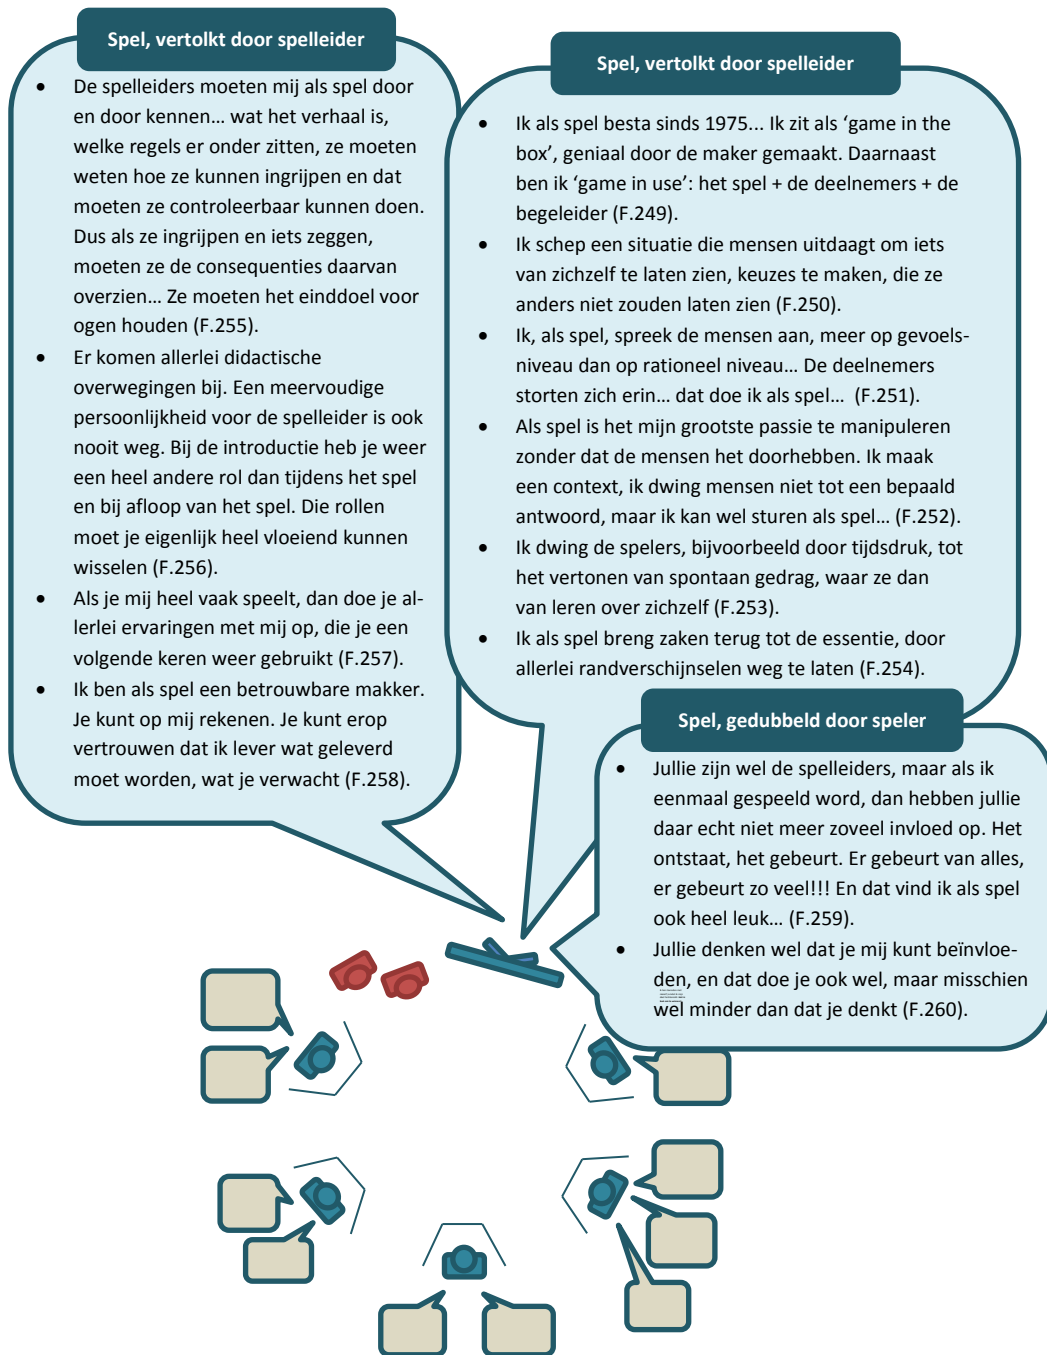 Spel, vertolkt door spelleider
• De spelleiders moeten mij als spel door
en door kennen… wat het verhaal is,
welke regels er onder zitten, ze moeten
weten hoe ze kunnen ingrijpen en dat
moeten ze controleerbaar kunnen doen.
Dus als ze ingrijpen en iets zeggen,
moeten ze de consequenties daarvan
overzien… Ze moeten het einddoel voor
ogen houden (F.255).
• Er komen allerlei didactische
overwegingen bij. Een meervoudige
persoonlijkheid voor de spelleider is ook
nooit weg. Bij de introductie heb je weer
een heel andere rol dan tijdens het spel
en bij afloop van het spel. Die rollen
moet je eigenlijk heel vloeiend kunnen
wisselen (F.256).
• Als je mij heel vaak speelt, dan doe je al-
lerlei ervaringen met mij op, die je een
volgende keren weer gebruikt (F.257).
• Ik ben als spel een betrouwbare makker.
Je kunt op mij rekenen. Je kunt erop
vertrouwen dat ik lever wat geleverd
moet worden, wat je verwacht (F.258).
Spel, vertolkt door spelleider
• Ik als spel besta sinds 1975... Ik zit als ‘game in the
box’, geniaal door de maker gemaakt. Daarnaast
ben ik ‘game in use’: het spel + de deelnemers + de
begeleider (F.249).
• Ik schep een situatie die mensen uitdaagt om iets
van zichzelf te laten zien, keuzes te maken, die ze
anders niet zouden laten zien (F.250).
• Ik, als spel, spreek de mensen aan, meer op gevoels-
niveau dan op rationeel niveau… De deelnemers
storten zich erin… dat doe ik als spel… (F.251).
• Als spel is het mijn grootste passie te manipuleren
zonder dat de mensen het doorhebben. Ik maak
een context, ik dwing mensen niet tot een bepaald
antwoord, maar ik kan wel sturen als spel… (F.252).
• Ik dwing de spelers, bijvoorbeeld door tijdsdruk, tot
het vertonen van spontaan gedrag, waar ze dan
van leren over zichzelf (F.253).
• Ik als spel breng zaken terug tot de essentie, door
allerlei randverschijnselen weg te laten (F.254).
Spel, gedubbeld door speler
• Jullie zijn wel de spelleiders, maar als ik
eenmaal gespeeld word, dan hebben jullie
daar echt niet meer zoveel invloed op. Het
ontstaat, het gebeurt. Er gebeurt van alles,
er gebeurt zo veel!!! En dat vind ik als spel
ook heel leuk… (F.259).
• Jullie denken wel dat je mij kunt beïnvloe-
den, en dat doe je ook wel, maar misschien
wel minder dan dat je denkt (F.260).